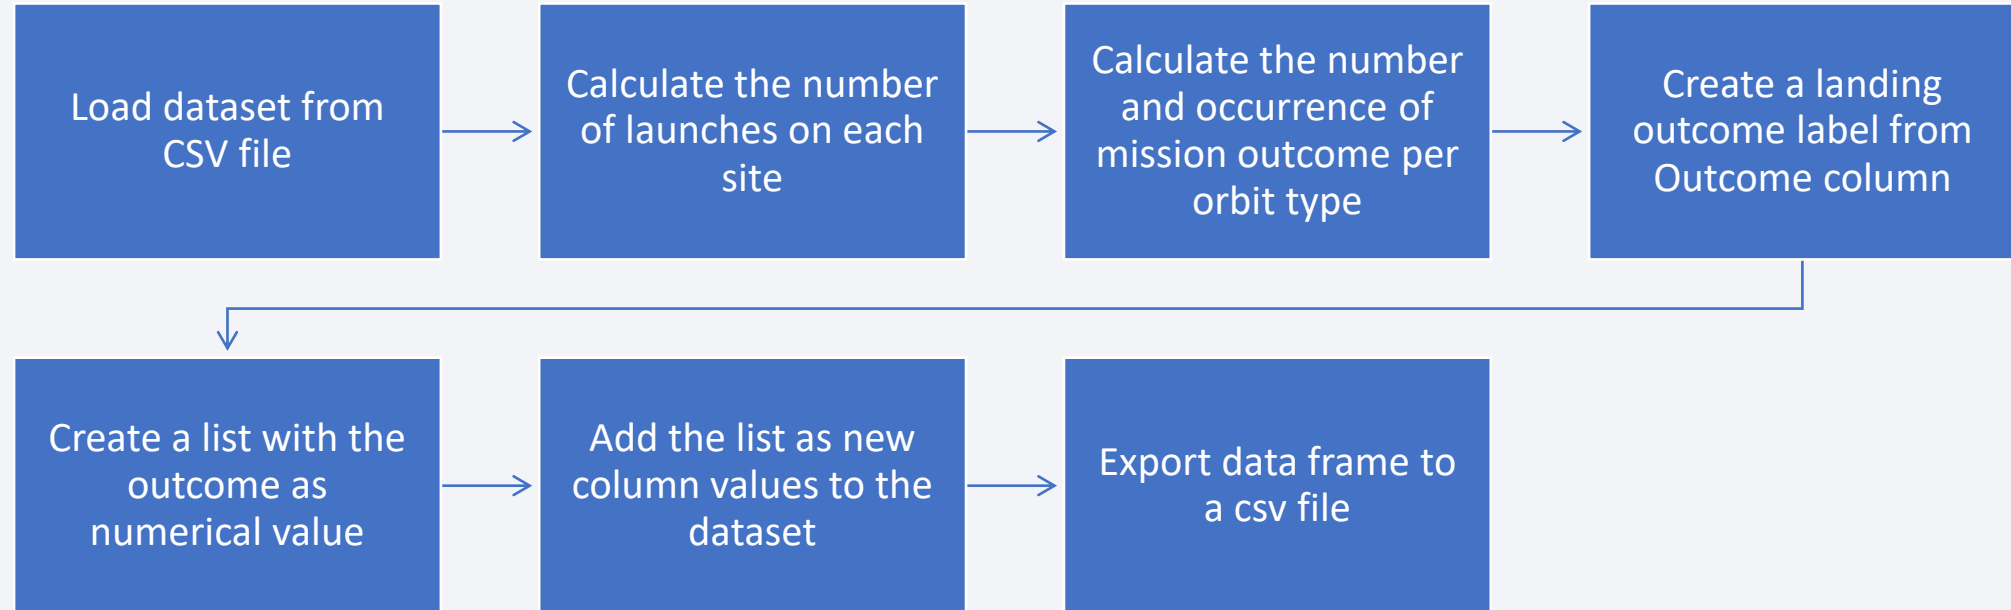 Load dataset from
CSV file
Calculate the number
of launches on each
site
Calculate the number
and occurrence of
mission outcome per
orbit type
Create a landing
outcome label from
Outcome column
Create a list with the
outcome as
numerical value
Add the list as new
column values to the
dataset
Export data frame to
a csv file